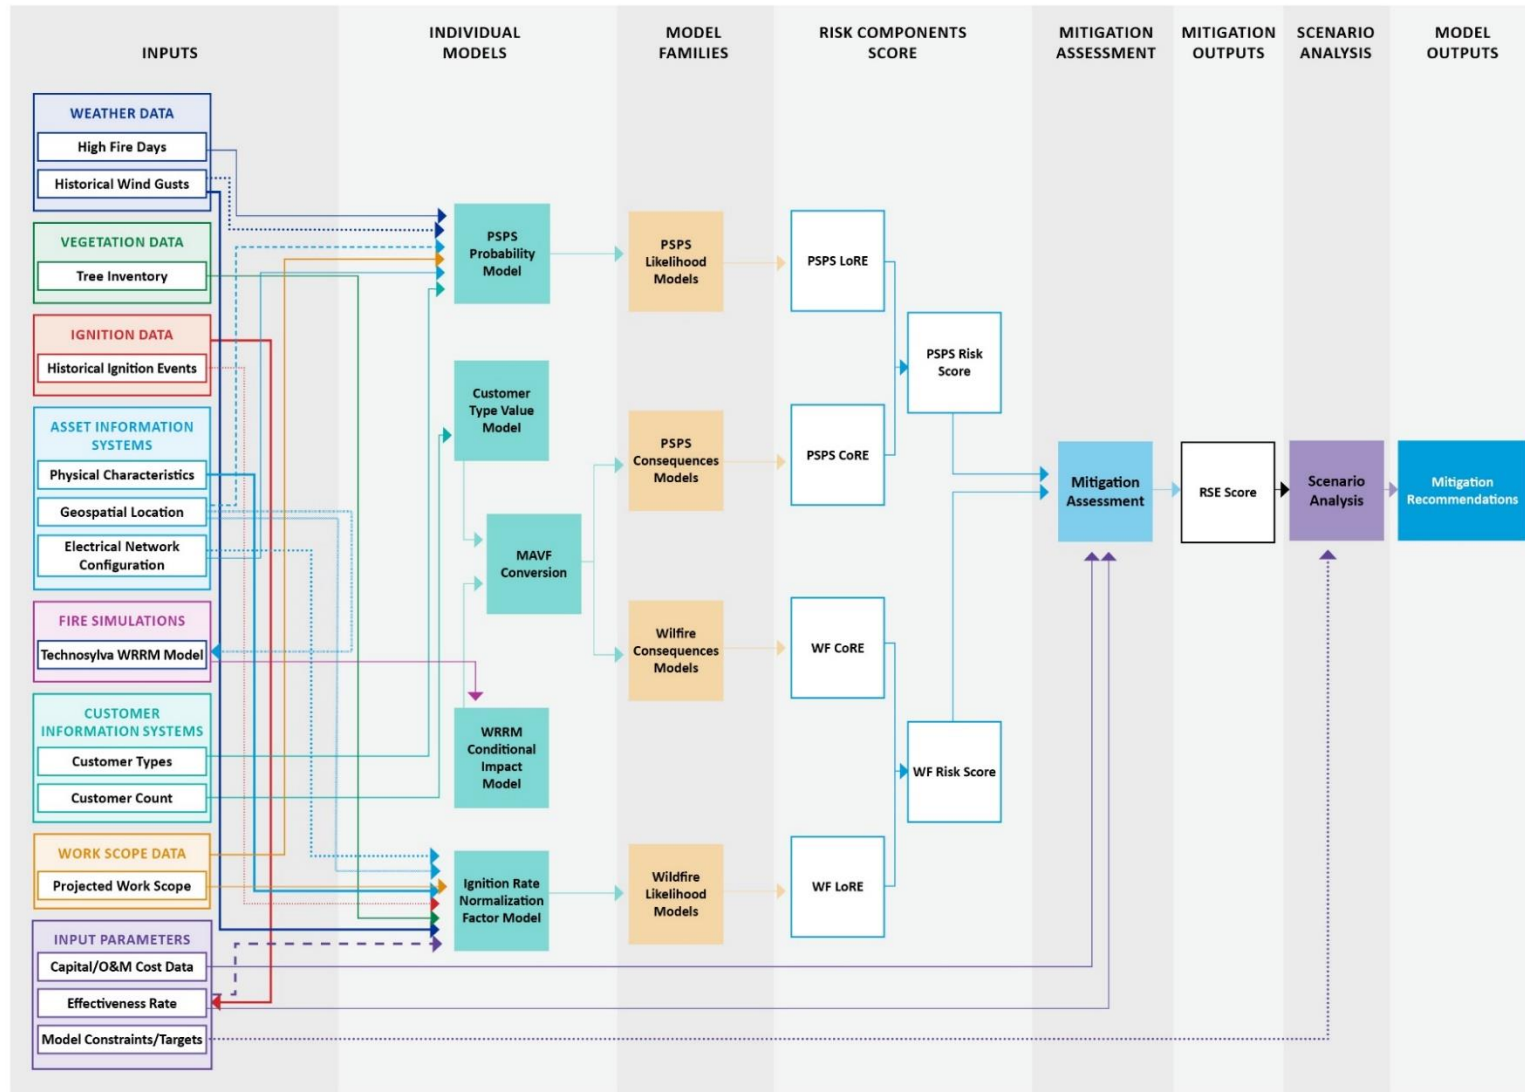 INPUTS
INDIVIDUAL
MODELS
MODEL
FAMILIES
RISK COMPONENTS
SCORE
MITIGATION
ASSESSMENT
MITIGATION
OUTPUTS
SCENARIO
ANALYSIS
MODEL
OUTPUTS
WEATHER DATA
High Fire Days
Historical Wind Gusts
VEGETATION DATA
Tree Inventory
IGNITION DATA
Historical Ignition Events
ASSET INFORMATION
SYSTEMS
Physical Characteristics
Geospatial Location
Electrical Network
Configuration
FIRE SIMULATIONS
Technosylva WRRM Model
CUSTOMER
INFORMATION SYSTEMS
Customer Types
Customer Count
WORK SCOPE DATA
Projected Work Scope
INPUT PARAMETERS
Capital/O&M Cost Data
Effectiveness Rate
Model Constraints/Targets
PSPS
Probability
Model
Customer
Type Value
Model
MAVF
Conversion
WRRM
Conditional
Impact
Model
Ignition Rate
Normalization
Factor Model
PSPS
Likelihood
Models
PSPS
Consequences
Models
Wilfire
Consequences
Models
Wildfire
Likelihood
Models
PSPS LoRE
PSPS CoRE
WF CoRE
WF LoRE
PSPS Risk
Score
WF Risk Score
Mitigation
Assessment
RSE Score
Scenario
Analysis
Mitigation
Recommendations